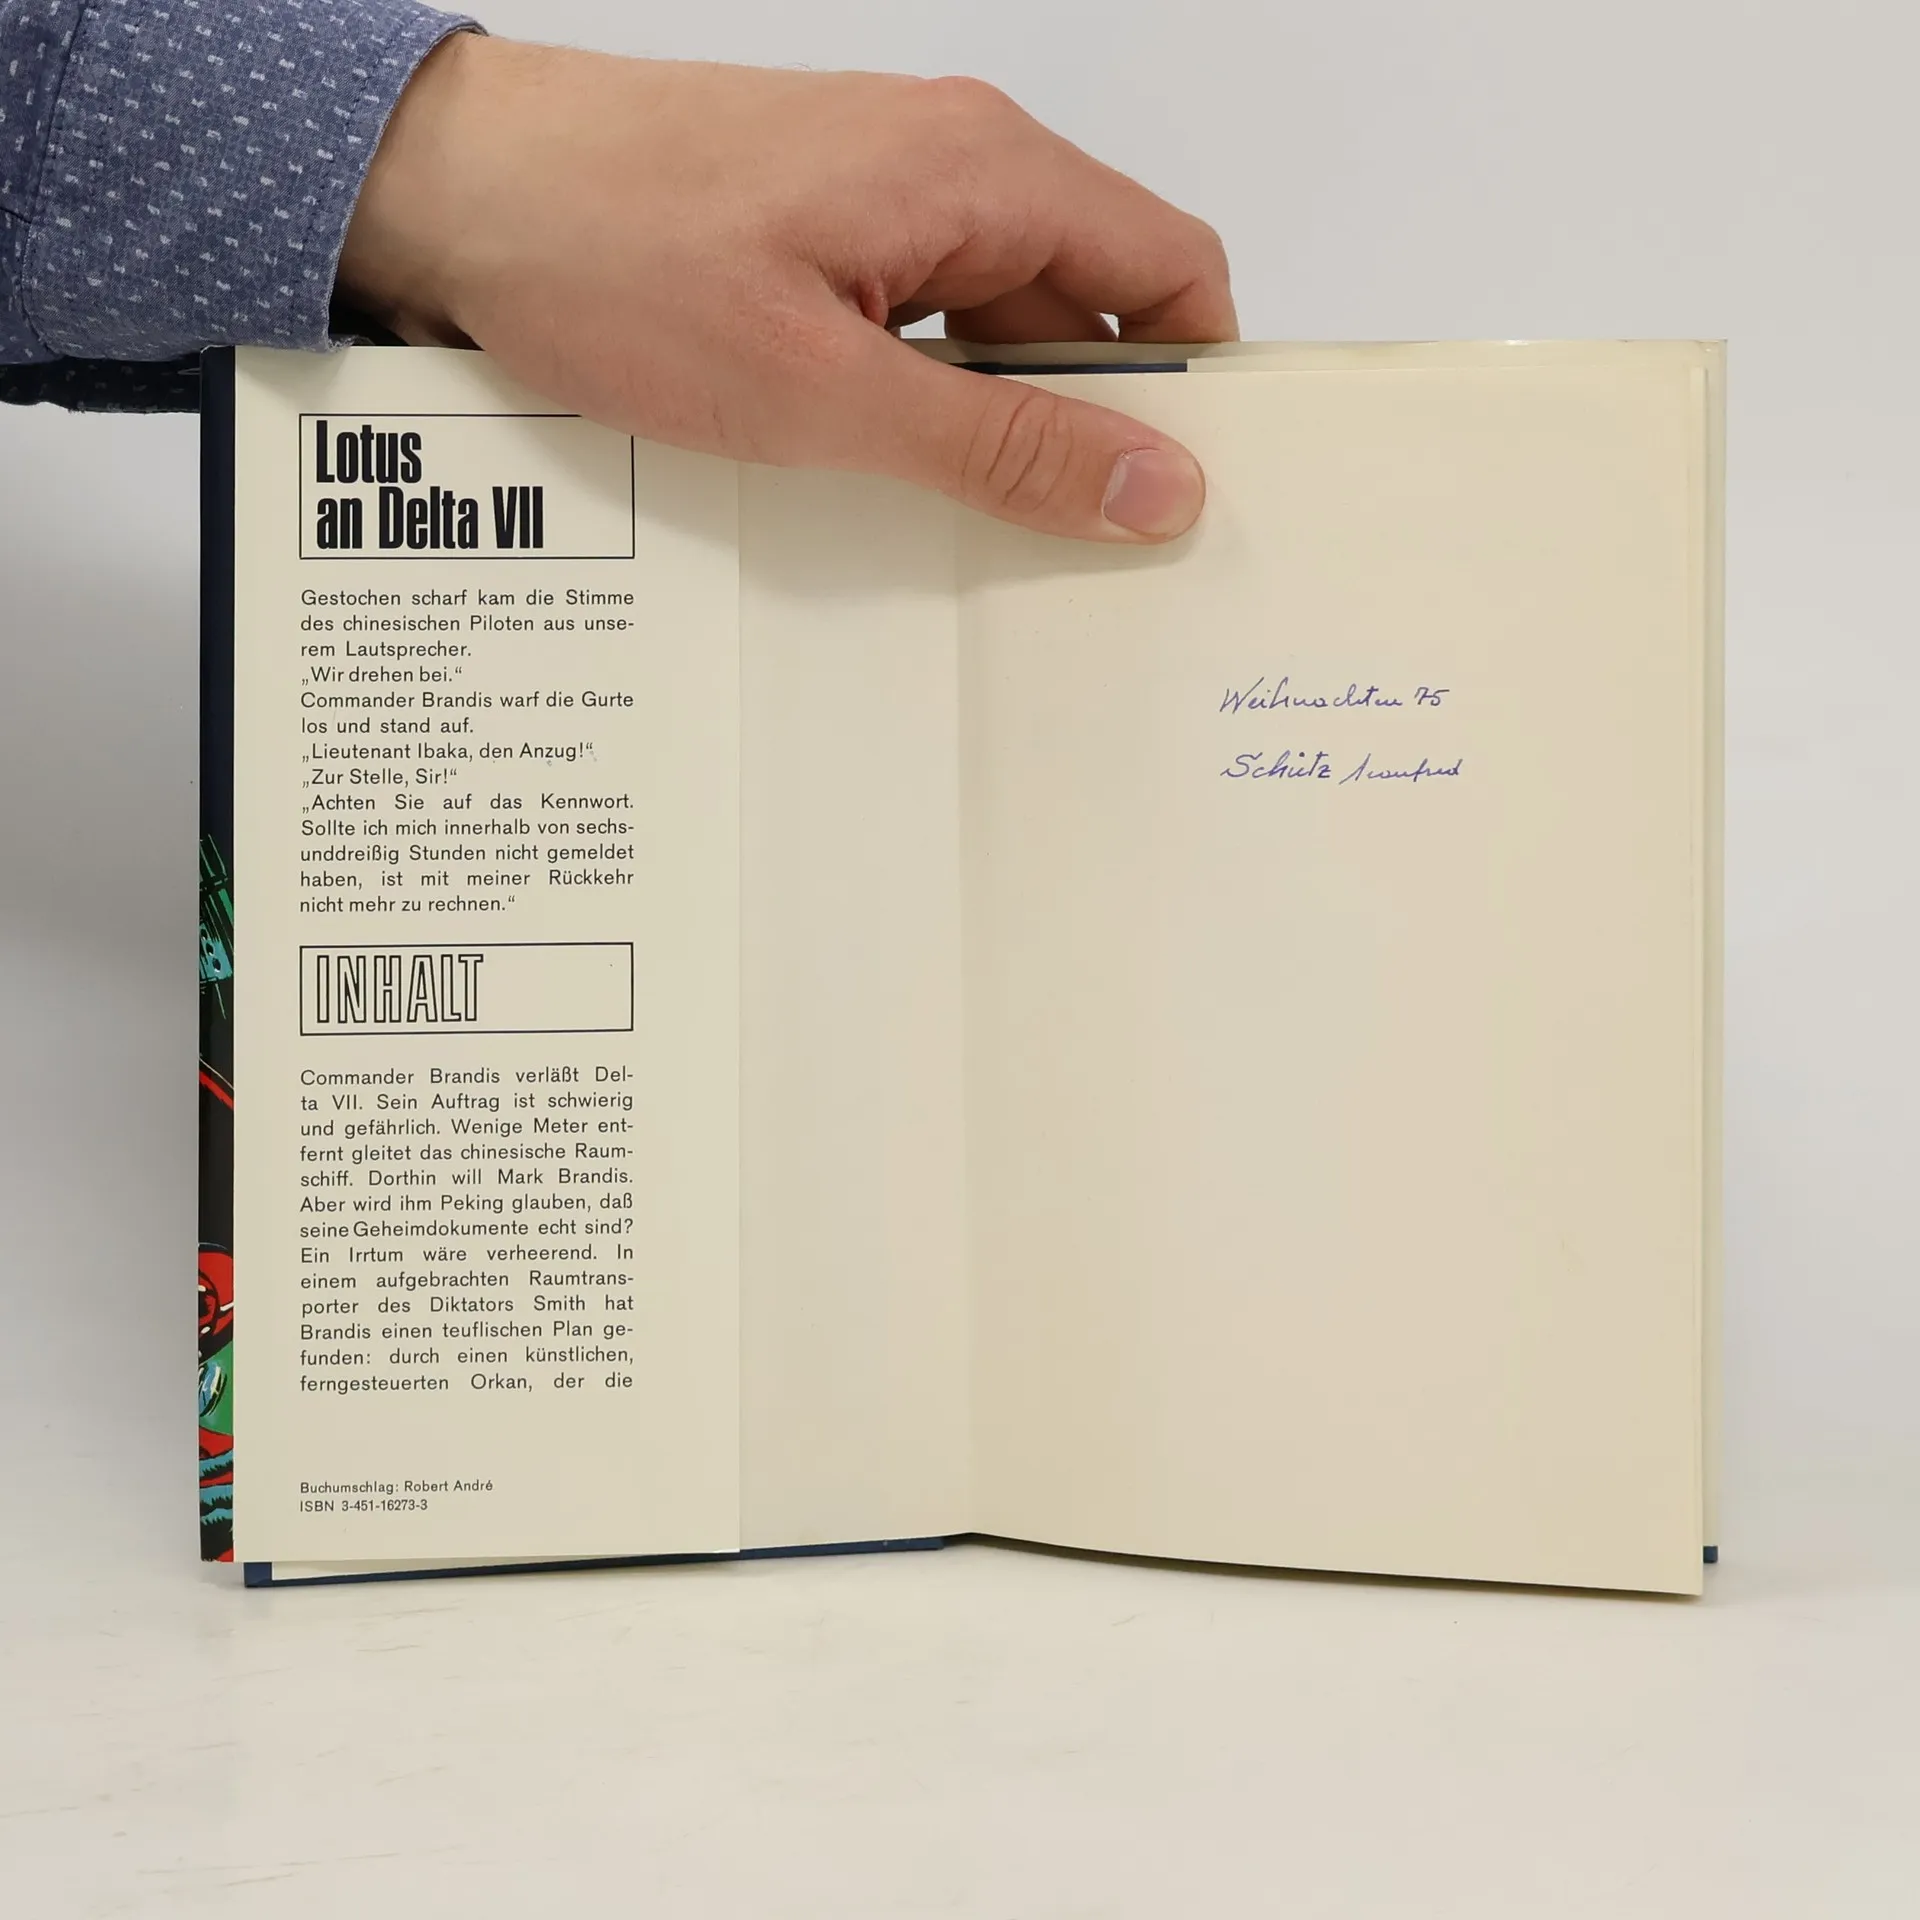 Lotus
an Delta VII
Gestochen scharf kam die Stimme
des chinesischen Piloten aus unse-
rem Lautsprecher.
„Wir drehen bei.“
Commander Brandis warf die Gurte
los und stand auf.
„Lieutenant Ibaka, den Anzug!“
„Zur Stelle, Sir!“
„Achten Sie auf das Kennwort.
Sollte ich mich innerhalb von sechs-
unddreißig Stunden nicht gemeldet
haben, ist mit meiner Rückkehr
nicht mehr zu rechnen.“
INHALT
Commander Brandis verläßt Del-
ta VII. Sein Auftrag ist schwierig
und gefährlich. Wenige Meter ent-
fernt gleitet das chinesische Raum-
schiff. Dorthin will Mark Brandis.
Aber wird ihm Peking glauben, daß
seine Geheimdokumente echt sind?
Ein Irrtum wäre verheerend. In
einem aufgebrachten Raumtrans-
porter des Diktators Smith hat
Brandis einen teuflischen Plan ge-
funden: durch einen künstlichen,
ferngesteuerten Orkan, der die
Buchumschlag: Robert André
ISBN 3-451-16273-3
Weihnachten 75
Schütz Manfred